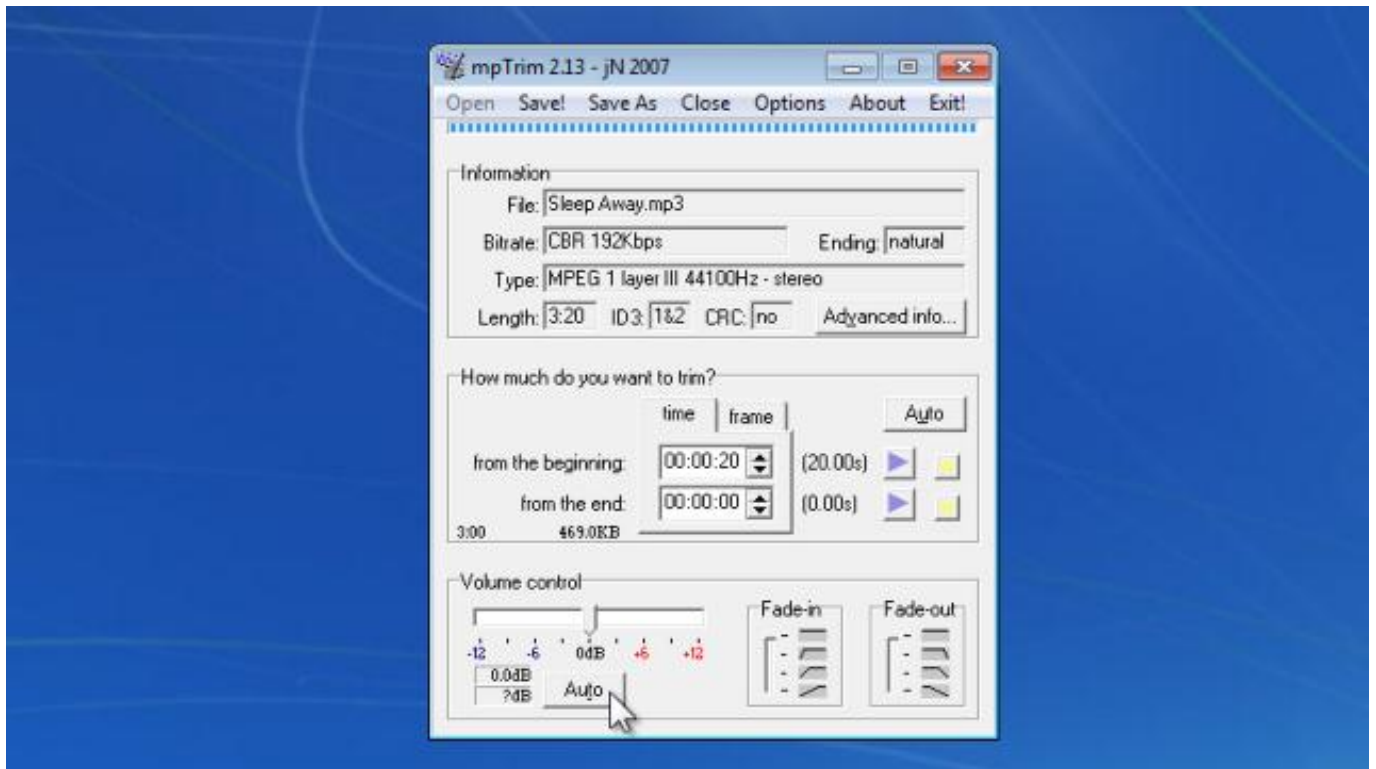 mpTrim 2.13 - jN 2007
Open Save! Save As Close Options About Exit!
Information
File: Sleep Away.mp3
Bitrate: CBR 192Kbps Ending: natural
Type: MPEG 1 layer III 44100Hz - stereo
Length: 3:20 ID3: 1&2 CRC: no Advanced info...
How much do you want to trim?
time frame Auto
from the beginning: 00:00:20 (20.00s)
from the end: 00:00:00 (0.00s)
3:00 469.0KB
Volume control
Fade-in Fade-out
-12 -6 0dB +6 +12
0.0dB
?dB Auto